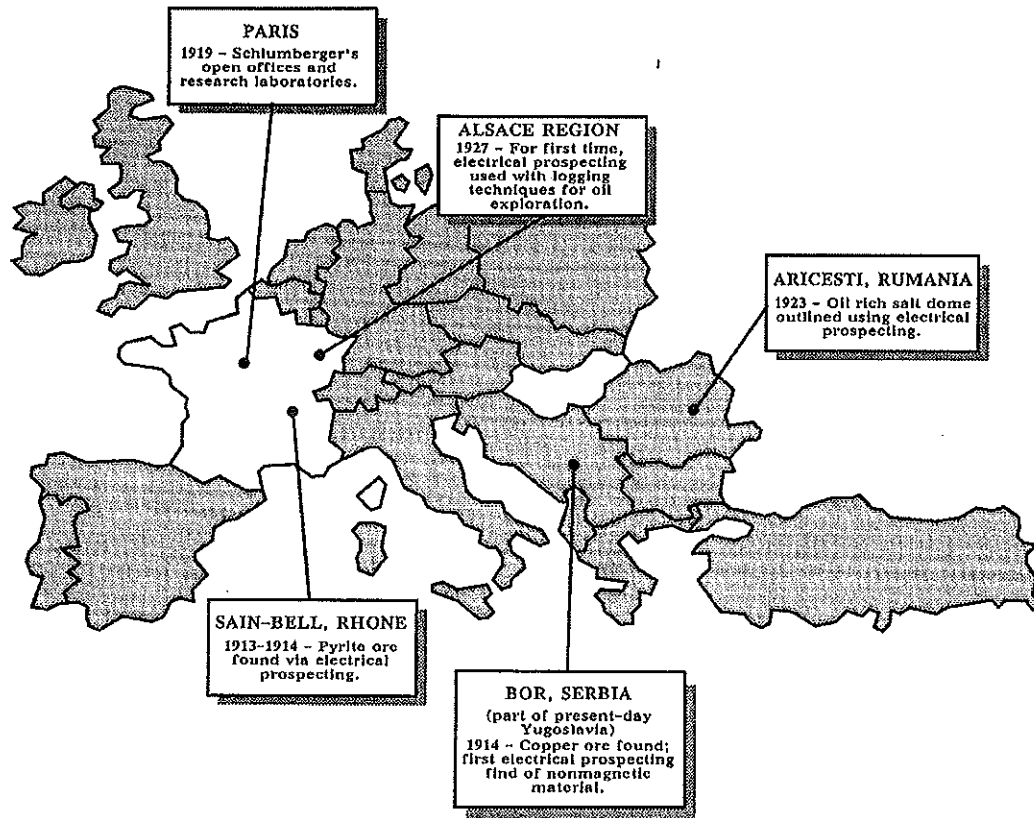 PARIS
1919 - Schlumberger's
open offices and
research laboratories.
ALSACE REGION
1927 - For first time,
electrical prospecting
used with logging
techniques for oil
exploration.
ARICESTI, RUMANIA
1923 - Oil rich salt dome
outlined using electrical
prospecting.
SAIN-BELL, RHONE
1913-1914 - Pyrite ore
found via electrical
prospecting.
BOR, SERBIA
(part of present-day
Yugoslavia)
1914 - Copper ore found;
first electrical prospecting
find of nonmagnetic
material.